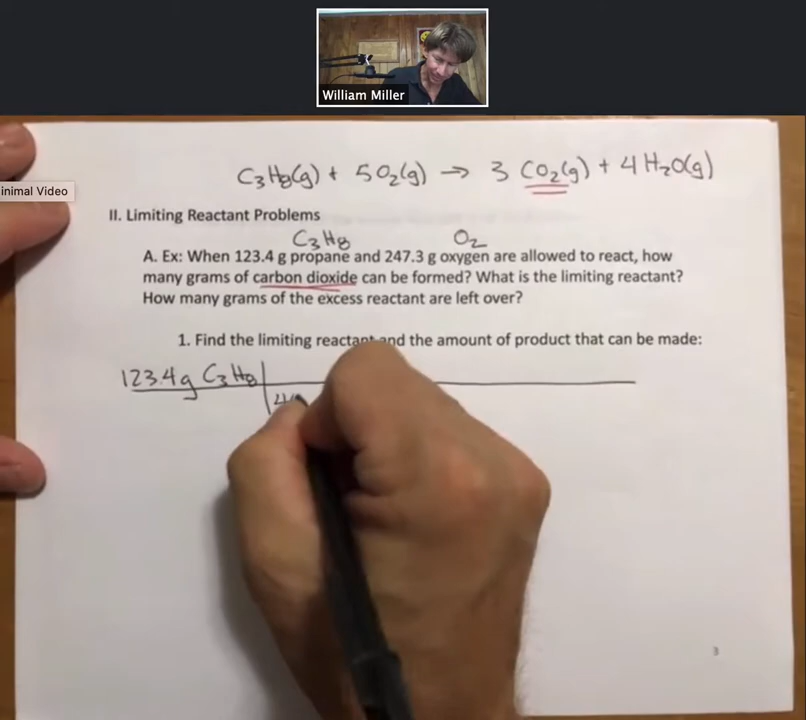 William Miller
inimal Video
C₃H₈(g) + 5O₂(g) → 3 CO₂(g) + 4H₂O(g)
II. Limiting Reactant Problems
C₃H₈ O₂
A. Ex: When 123.4 g propane and 247.3 g oxygen are allowed to react, how
many grams of carbon dioxide can be formed? What is the limiting reactant?
How many grams of the excess reactant are left over?
1. Find the limiting reactant and the amount of product that can be made:
123.4g C₃H₈
3